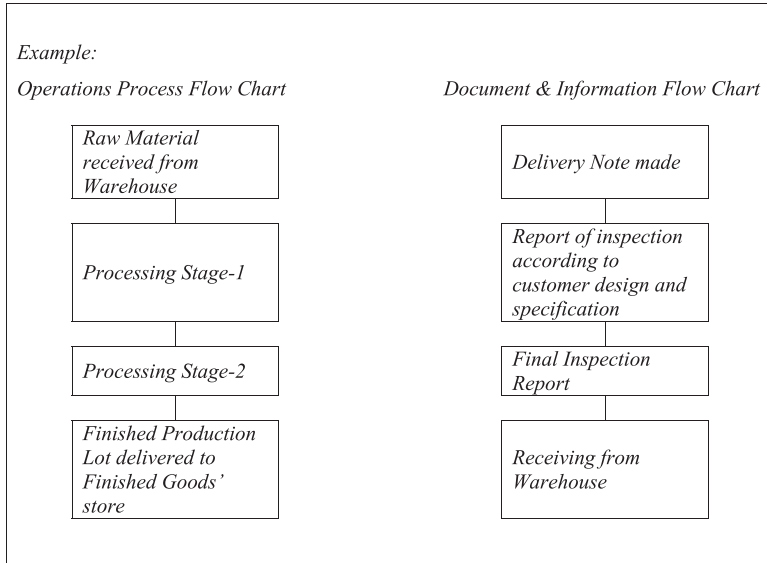 Example:
Operations Process Flow Chart
Document & Information Flow Chart
Raw Material
received from
Warehouse
Delivery Note made
Processing Stage-1
Report of inspection
according to
customer design and
specification
Processing Stage-2
Final Inspection
Report
Finished Production
Lot delivered to
Finished Goods’
store
Receiving from
Warehouse